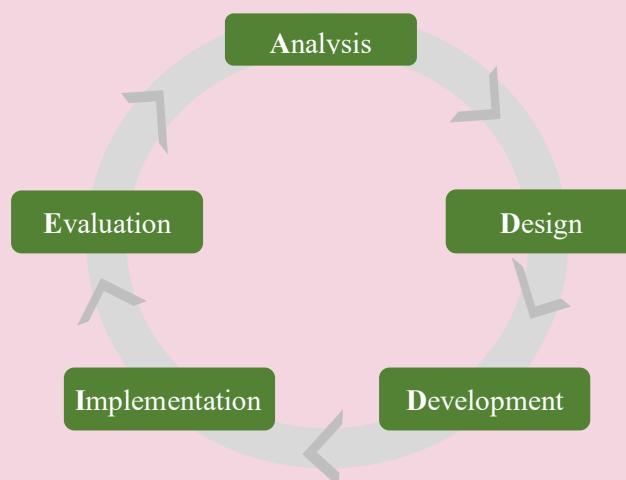 Analysis
Evaluation
Design
Implementation
Development